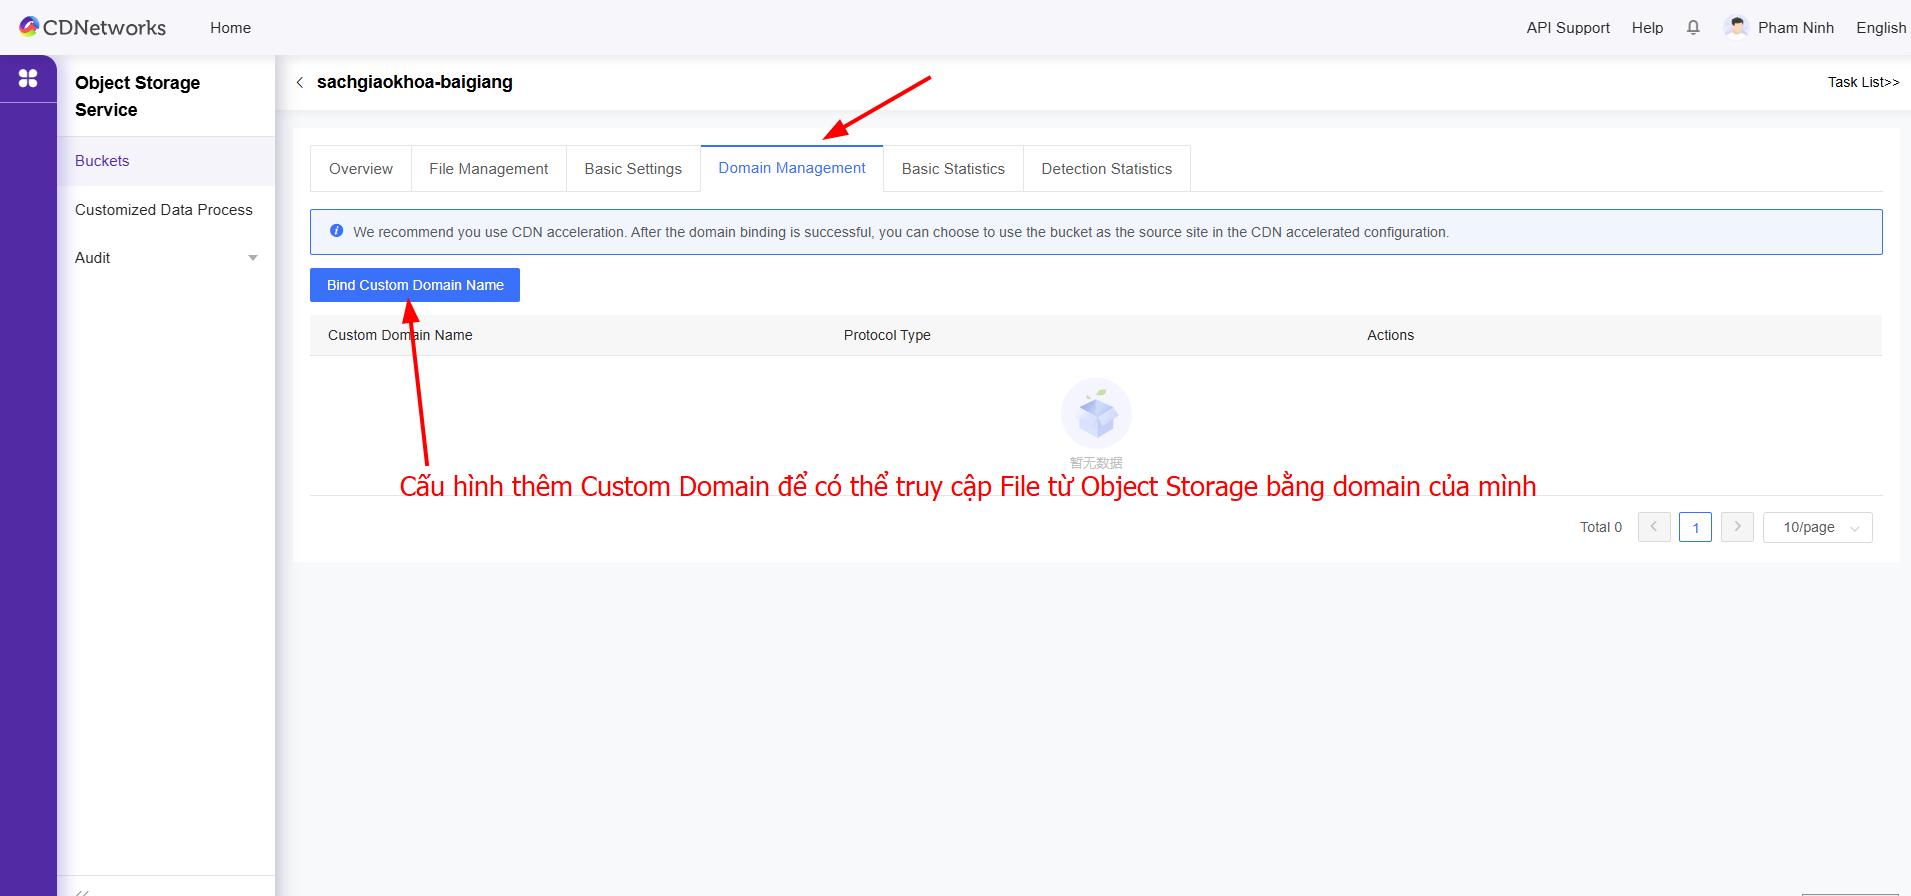 CDNetworks
Home
API Support
Help
Pham Ninh
English
Object Storage
Service
Buckets
Customized Data Process
Audit
sachgiaokhoa-baigiang
Task List>>
Overview
File Management
Basic Settings
Domain Management
Basic Statistics
Detection Statistics
We recommend you use CDN acceleration. After the domain binding is successful, you can choose to use the bucket as the source site in the CDN accelerated configuration.
Bind Custom Domain Name
Custom Domain Name
Protocol Type
Actions
暂无数据
Cấu hình thêm Custom Domain để có thể truy cập File từ Object Storage bằng domain của mình
Total 0
1
10/page